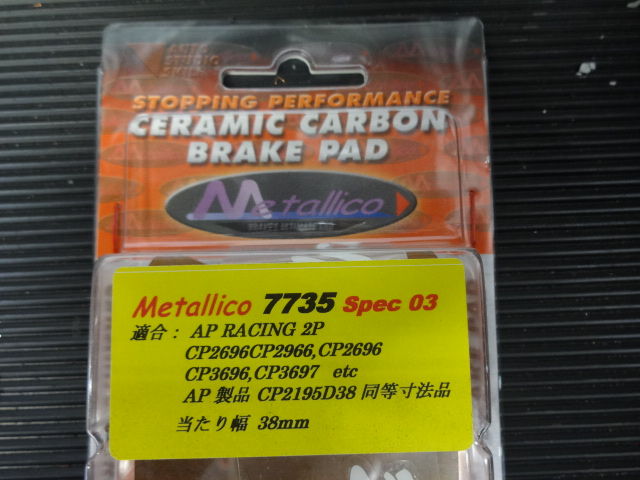 STOPPING PERFORMANCE
CERAMIC CARBON
BRAKE PAD
Metallico
Metallico 7735 Spec 03
適合: AP RACING 2P
CP2696CP2966,CP2696
CP3696,CP3697 etc
AP 製品 CP2195D38 同等寸法品
当たり幅 38mm